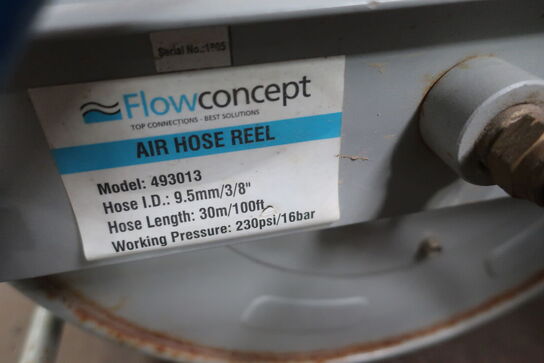 Serial No.:1805
Flowconcept
TOP CONNECTIONS - BEST SOLUTIONS
AIR HOSE REEL
Model: 493013
Hose I.D.: 9.5mm/3/8"
Hose Length: 30m/100ft
Working Pressure: 230psi/16bar